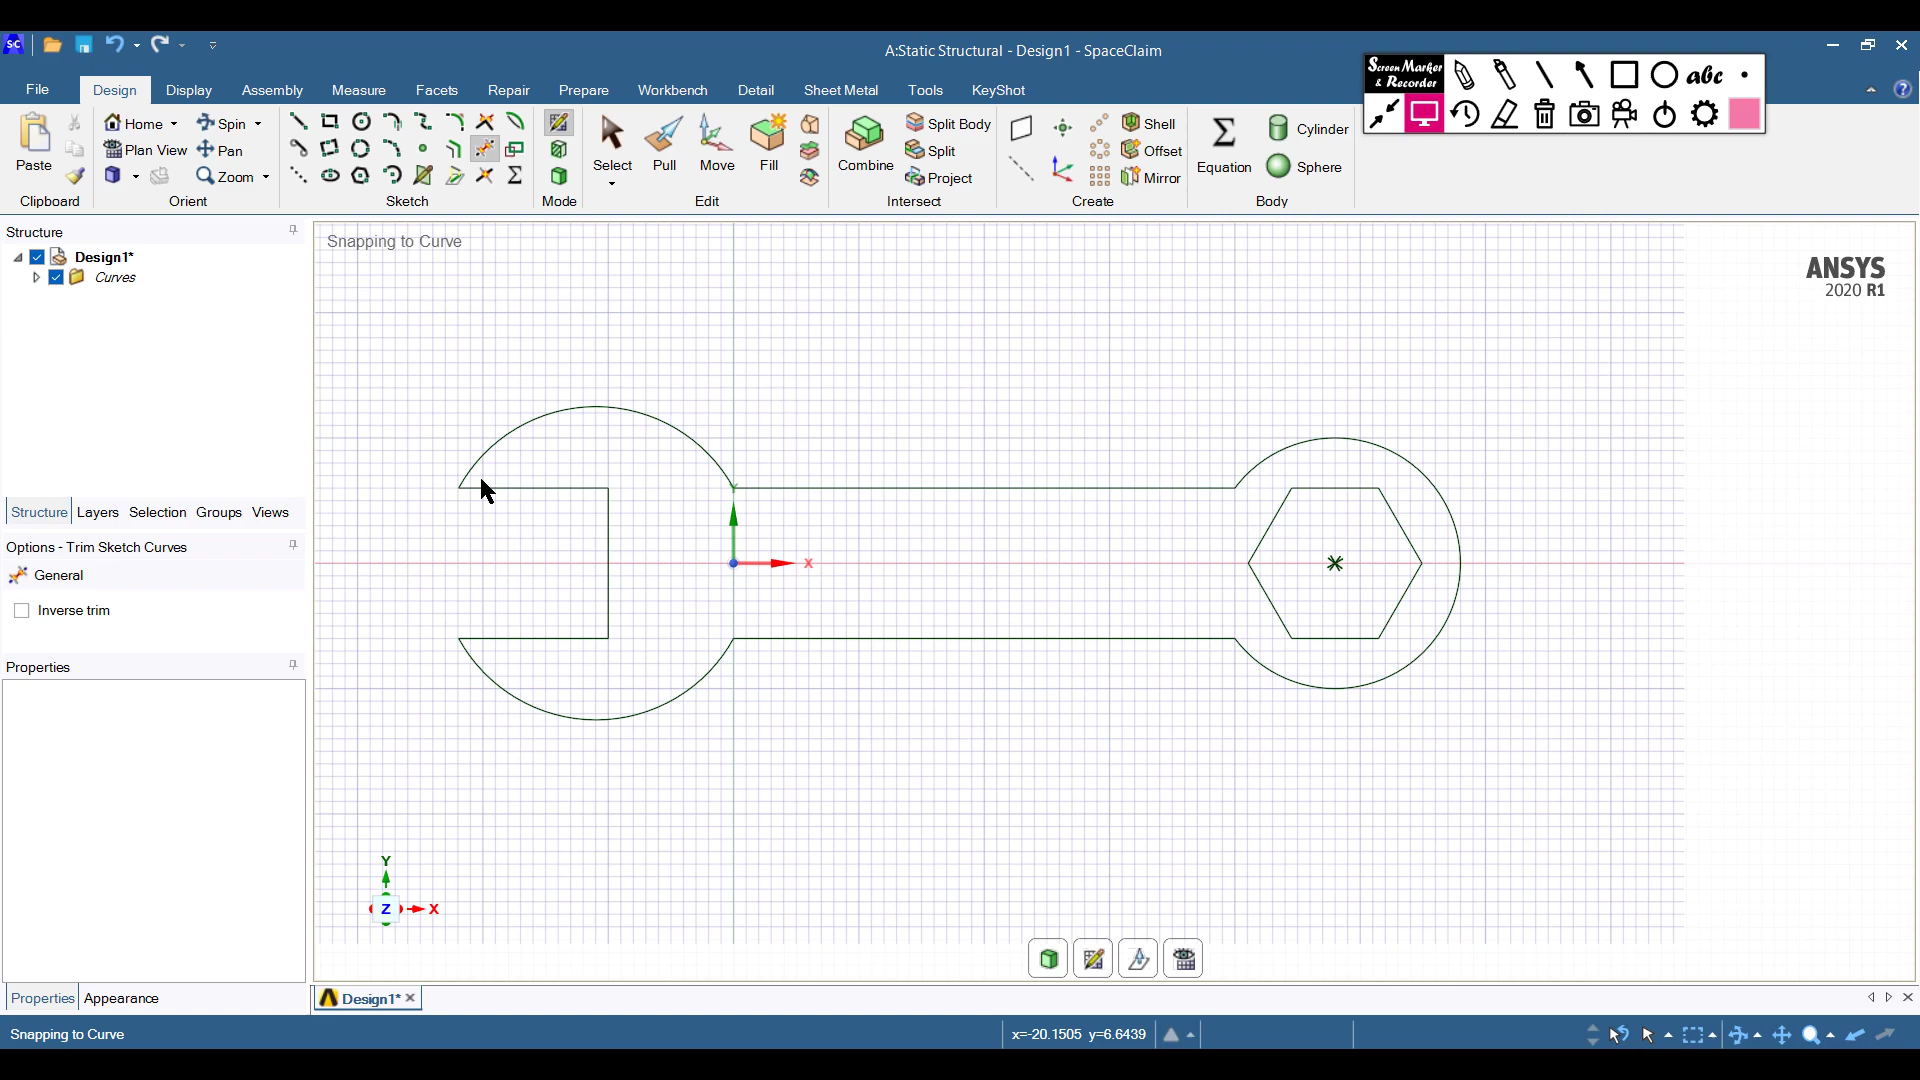 SC
A:Static Structural - Design1 - SpaceClaim
Screen Marker
& Recorder
abc
File
Design
Display
Assembly
Measure
Facets
Repair
Prepare
Workbench
Detail
Sheet Metal
Tools
KeyShot
Paste
Home
Spin
Plan View
Pan
Zoom
Select
Pull
Move
Fill
Combine
Split Body
Split
Project
Shell
Offset
Mirror
Equation
Cylinder
Sphere
Clipboard
Orient
Sketch
Mode
Edit
Intersect
Create
Body
Structure
Design1*
Curves
Snapping to Curve
ANSYS
2020 R1
Structure
Layers
Selection
Groups
Views
Options - Trim Sketch Curves
General
Inverse trim
Properties
Y
X
Y
Z
X
Properties
Appearance
Design1*
Snapping to Curve
x=-20.1505 y=6.6439